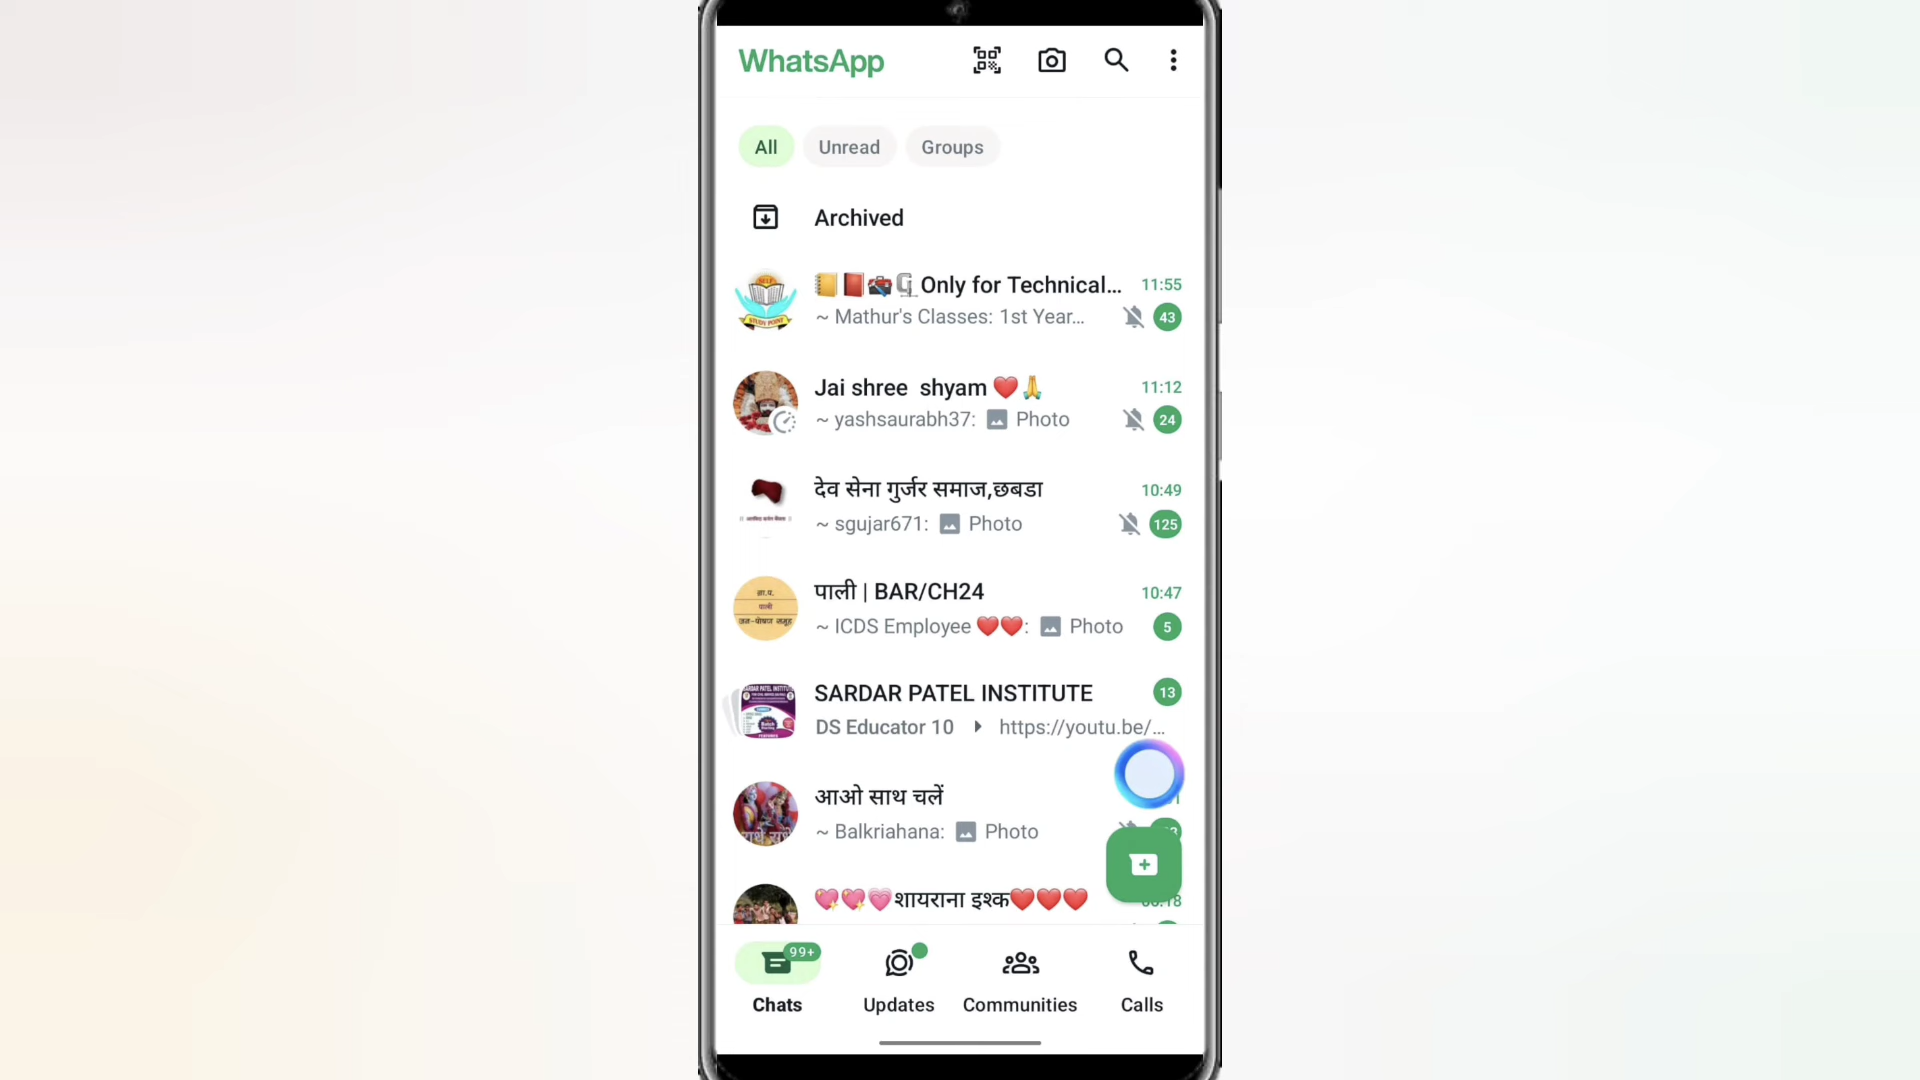 WhatsApp
All
Unread
Groups
Archived
📒📕🧰🗜️ Only for Technical...
11:55
~ Mathur's Classes: 1st Year...
43
Jai shree shyam ❤️🙏
11:12
~ yashsaurabh37: Photo
24
देव सेना गुर्जर समाज,छबडा
10:49
~ sgujar671: Photo
125
पाली | BAR/CH24
10:47
~ ICDS Employee ❤️❤️: Photo
5
SARDAR PATEL INSTITUTE
13
DS Educator 10 ▸ https://youtu.be/...
आओ साथ चलें
~ Balkriahana: Photo
💖💖💗शायराना इश्क❤️❤️❤️
99+
Chats
Updates
Communities
Calls